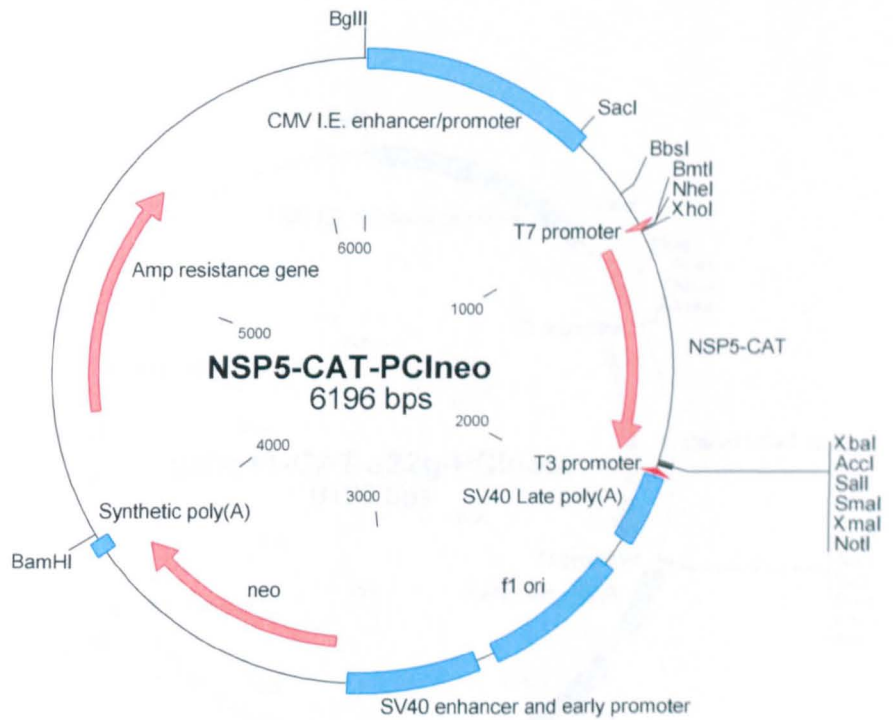 BglII
CMV I.E. enhancer/promoter
SacI
BbsI
BmtI
NheI
XhoI
T7 promoter
6000
Amp resistance gene
1000
5000
NSP5-CAT
NSP5-CAT-PCIneo
6196 bps
2000
4000
T3 promoter
XbaI
AccI
SalI
SmaI
XmaI
NotI
SV40 Late poly(A)
3000
Synthetic poly(A)
BamHI
neo
f1 ori
SV40 enhancer and early promoter